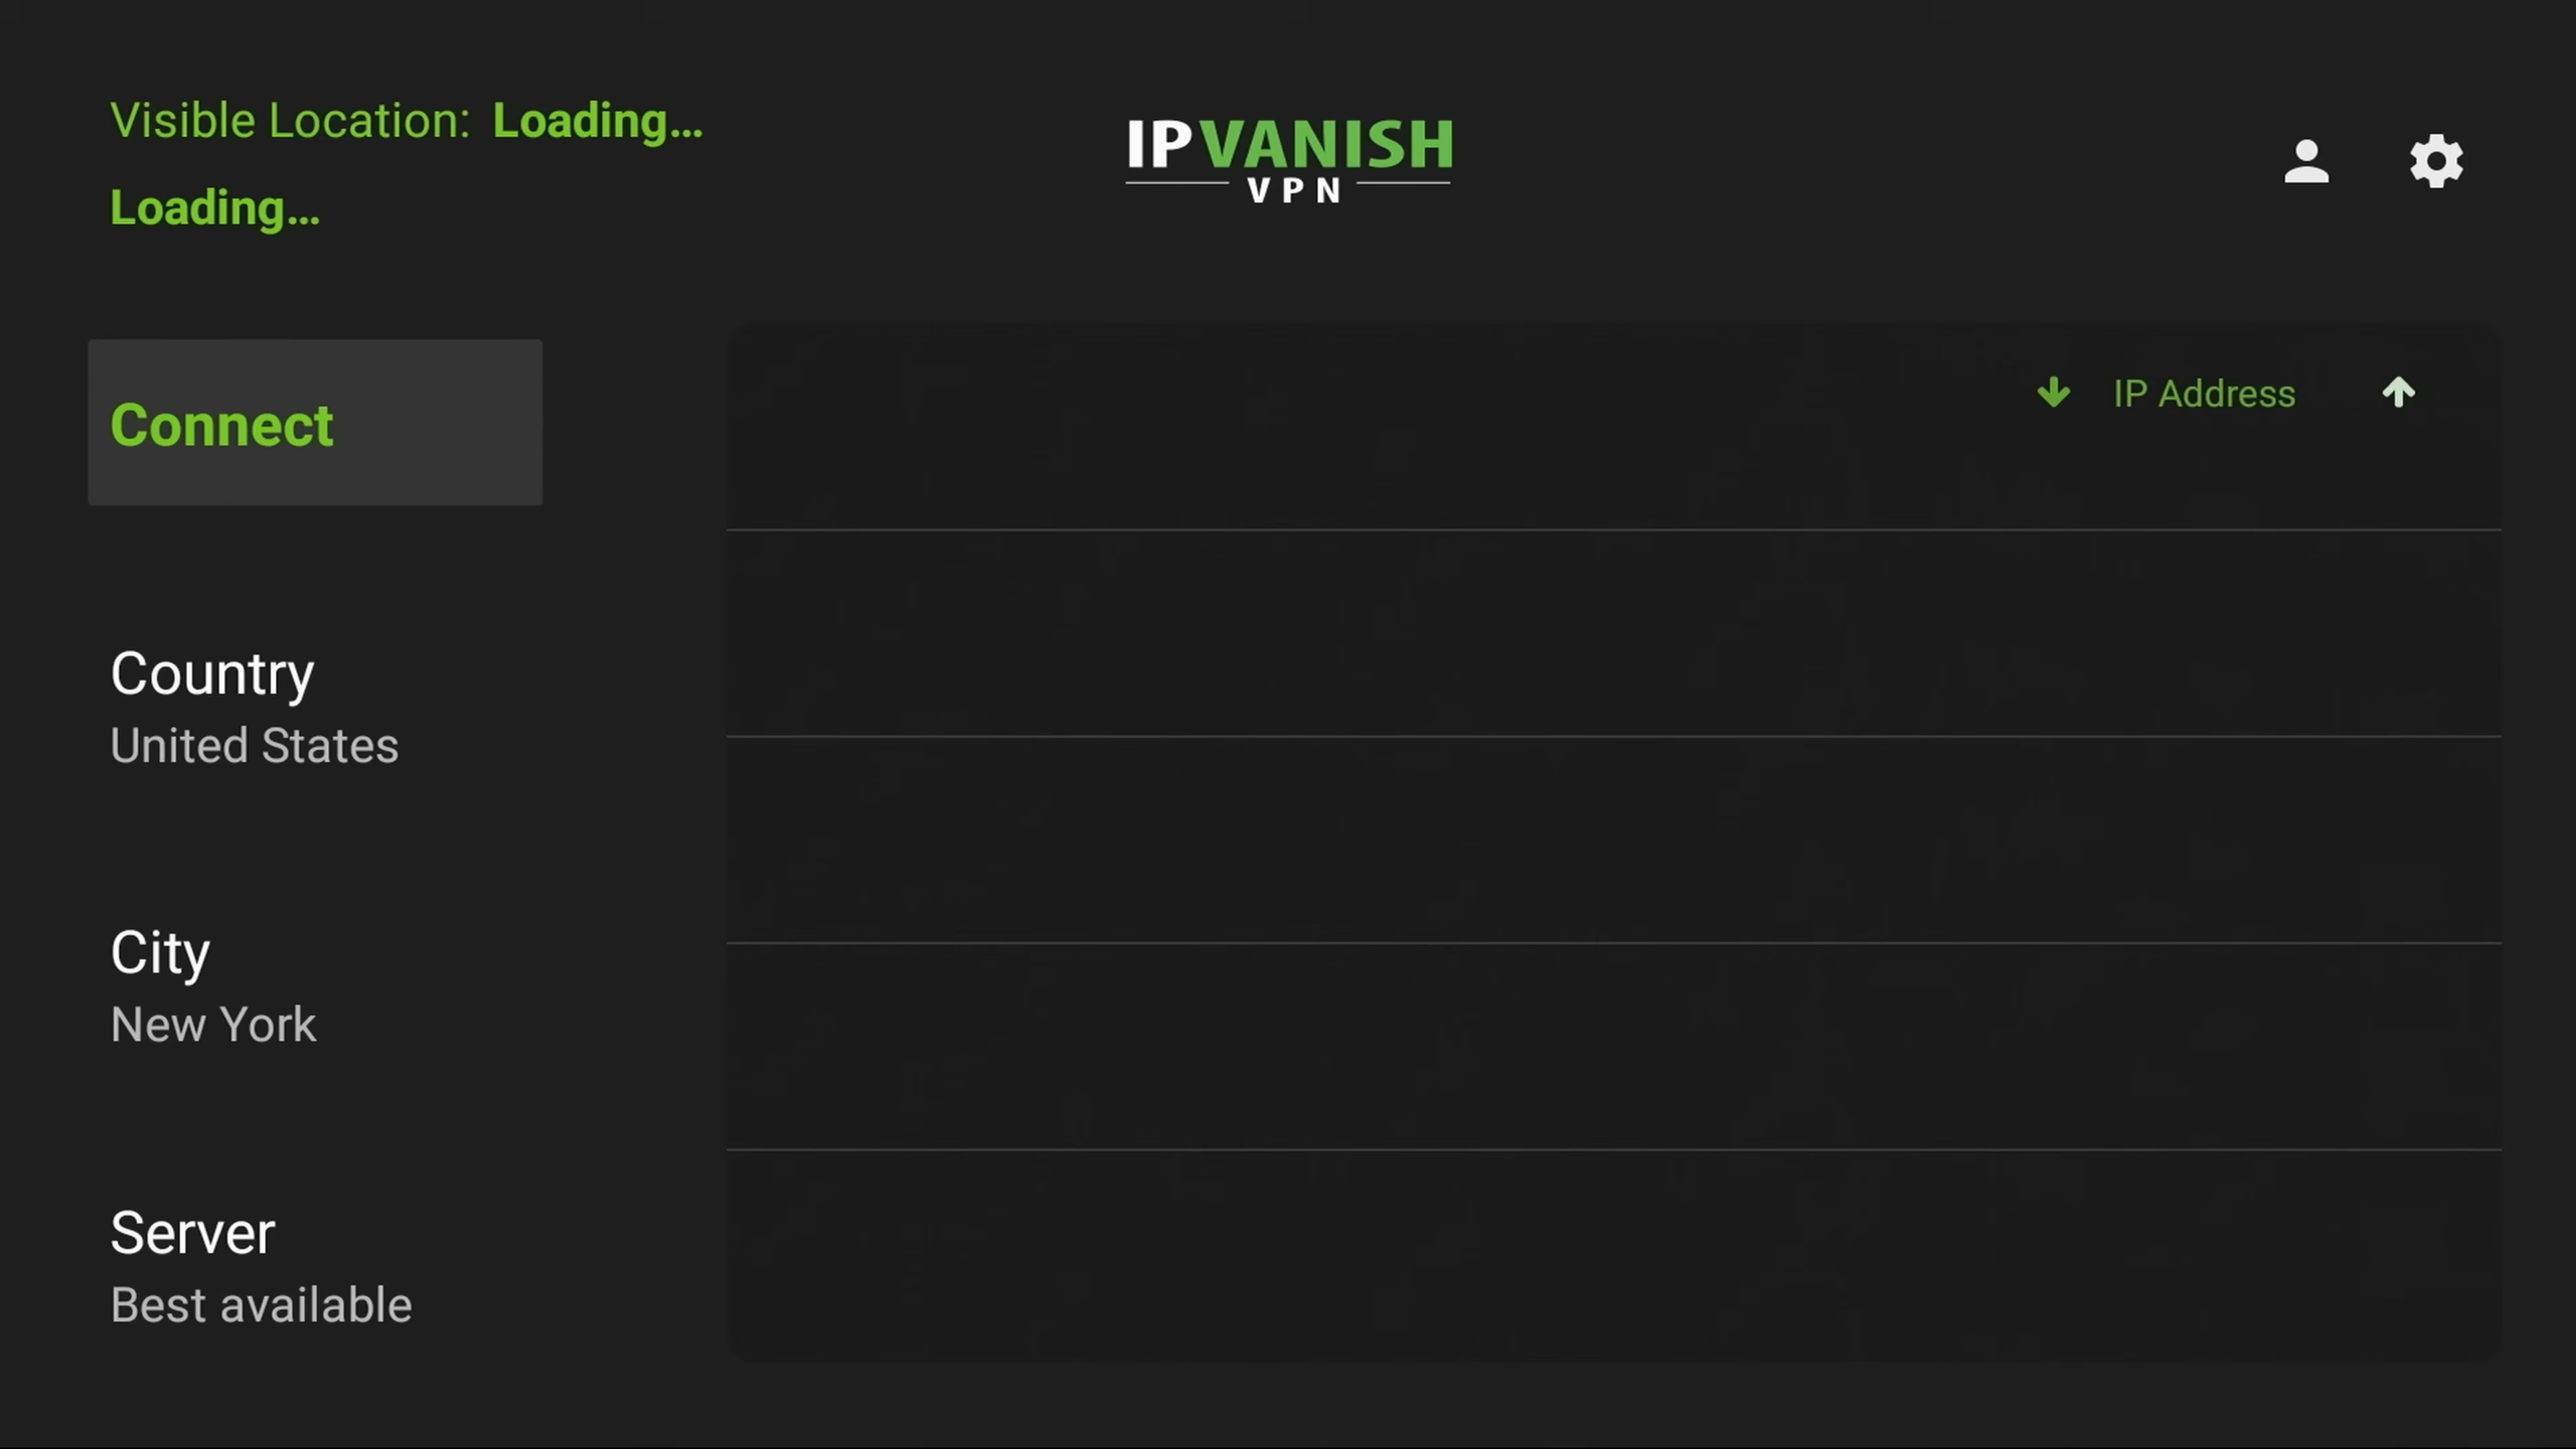 Visible Location: Loading...
Loading...
IPVANISH
VPN
Connect
IP Address
Country
United States
City
New York
Server
Best available